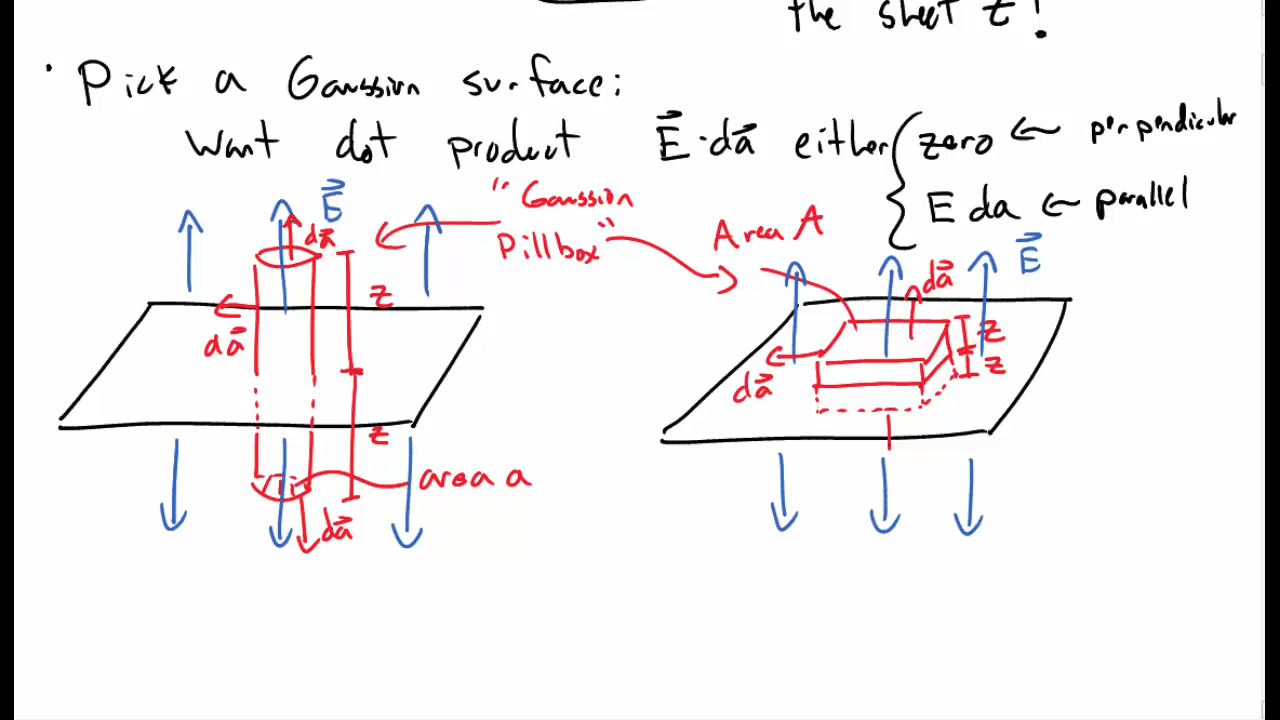 the sheet z!
• Pick a Gaussian surface:
Want dot product E⃗·da⃗ either { zero ← perpendicular
E da ← parallel
E⃗
"Gaussian
Pillbox"
Area A
da⃗
z
da⃗
z
area a
da⃗
E⃗
da⃗
z
z
da⃗